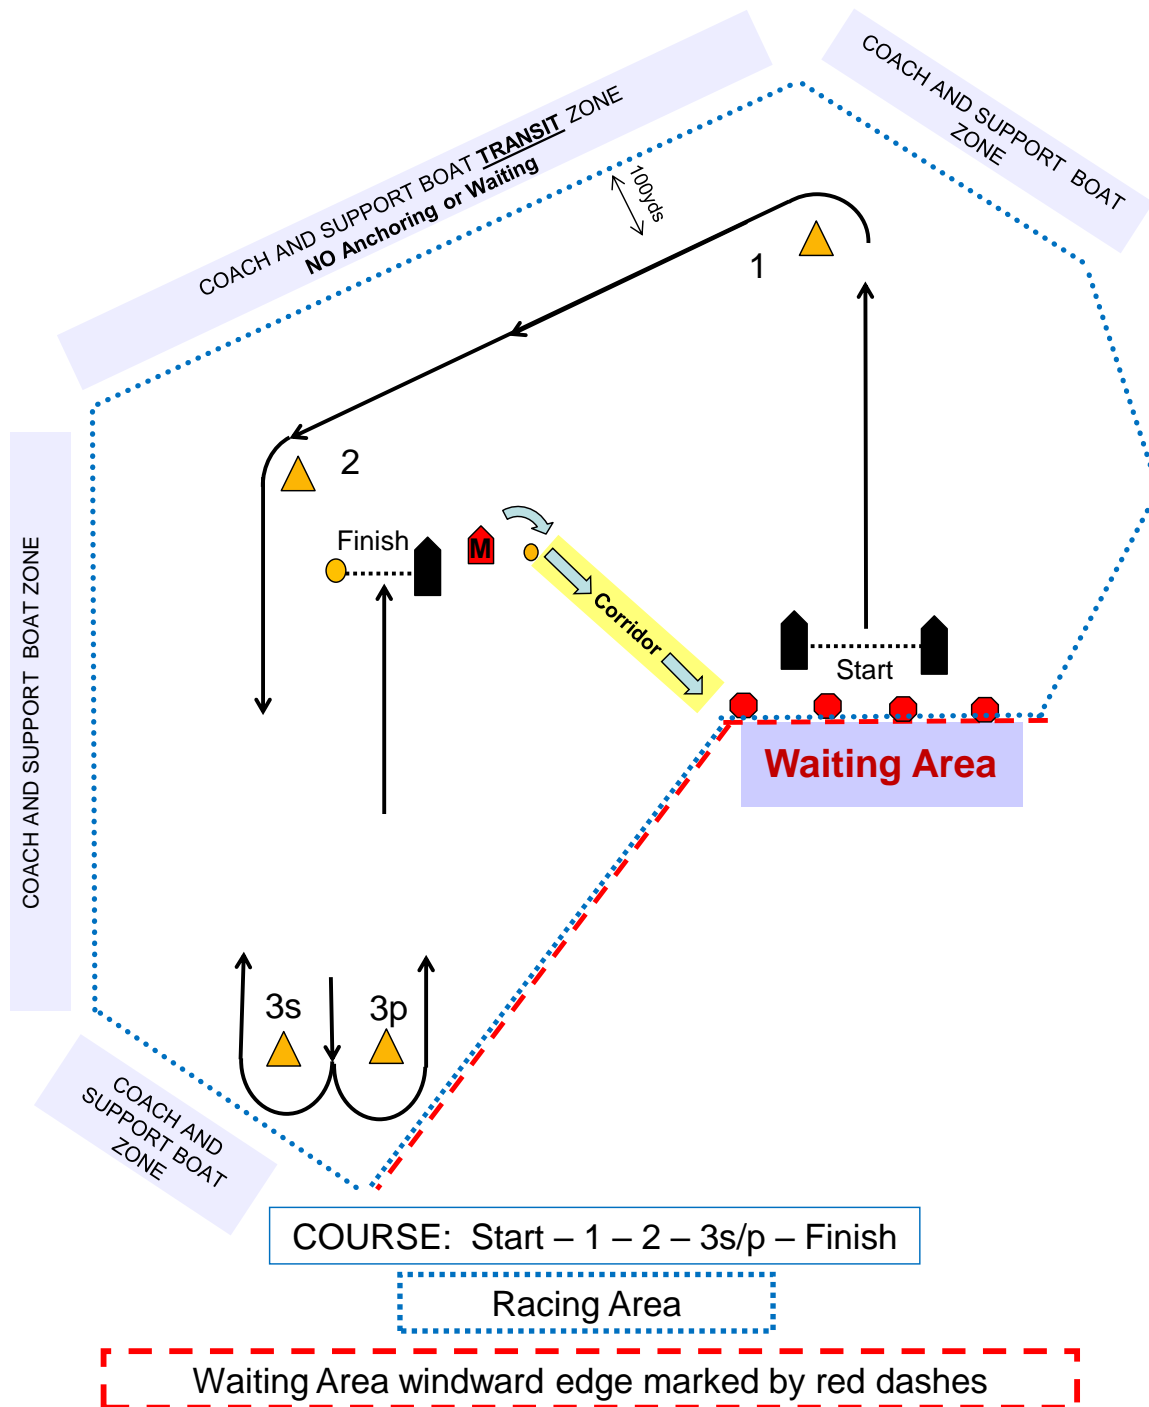 COACH AND SUPPORT BOAT
ZONE
COACH AND SUPPORT BOAT TRANSIT ZONE
NO Anchoring or Waiting
100yds
1
2
Finish
M
Corridor
Start
Waiting Area
COACH AND SUPPORT BOAT ZONE
3s
3p
COACH AND
SUPPORT BOAT
ZONE
COURSE: Start – 1 – 2 – 3s/p – Finish
Racing Area
Waiting Area windward edge marked by red dashes